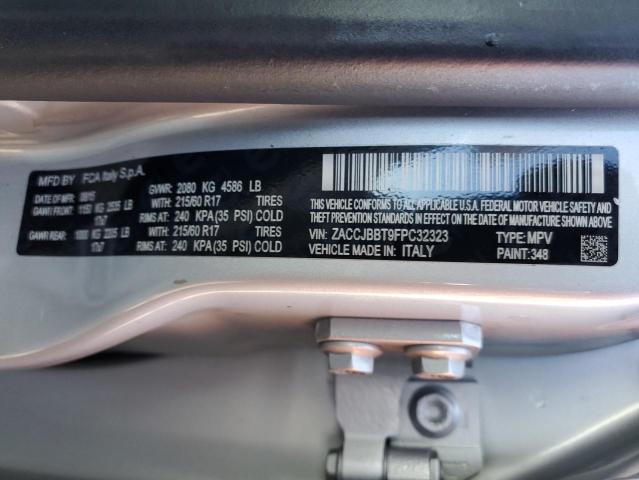 MFD BY FCA Italy S.p.A.
DATE OF MFR 09/15 GVWR: 2080 KG 4586 LB
GAWR FRONT: 1150 KG 2535 LB WITH: 215/60 R17 TIRES
17x7 RIMS AT: 240 KPA(35 PSI) COLD
GAWR REAR: 1000 KG 2205 LB WITH: 215/60 R17 TIRES
17x7 RIMS AT: 240 KPA(35 PSI) COLD
THIS VEHICLE CONFORMS TO ALL APPLICABLE U.S.A. FEDERAL MOTOR VEHICLE SAFETY AND
THEFT PREVENTION STANDARDS IN EFFECT ON THE DATE OF MANUFACTURE SHOWN ABOVE.
VIN: ZACCJBBT9FPC32323 TYPE: MPV
VEHICLE MADE IN: ITALY PAINT: 348